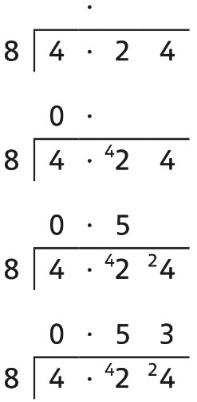 ·
8 4 · 2 4
0 ·
8 4 · ⁴2 4
0 · 5
8 4 · ⁴2 ²4
0 · 5 3
8 4 · ⁴2 ²4